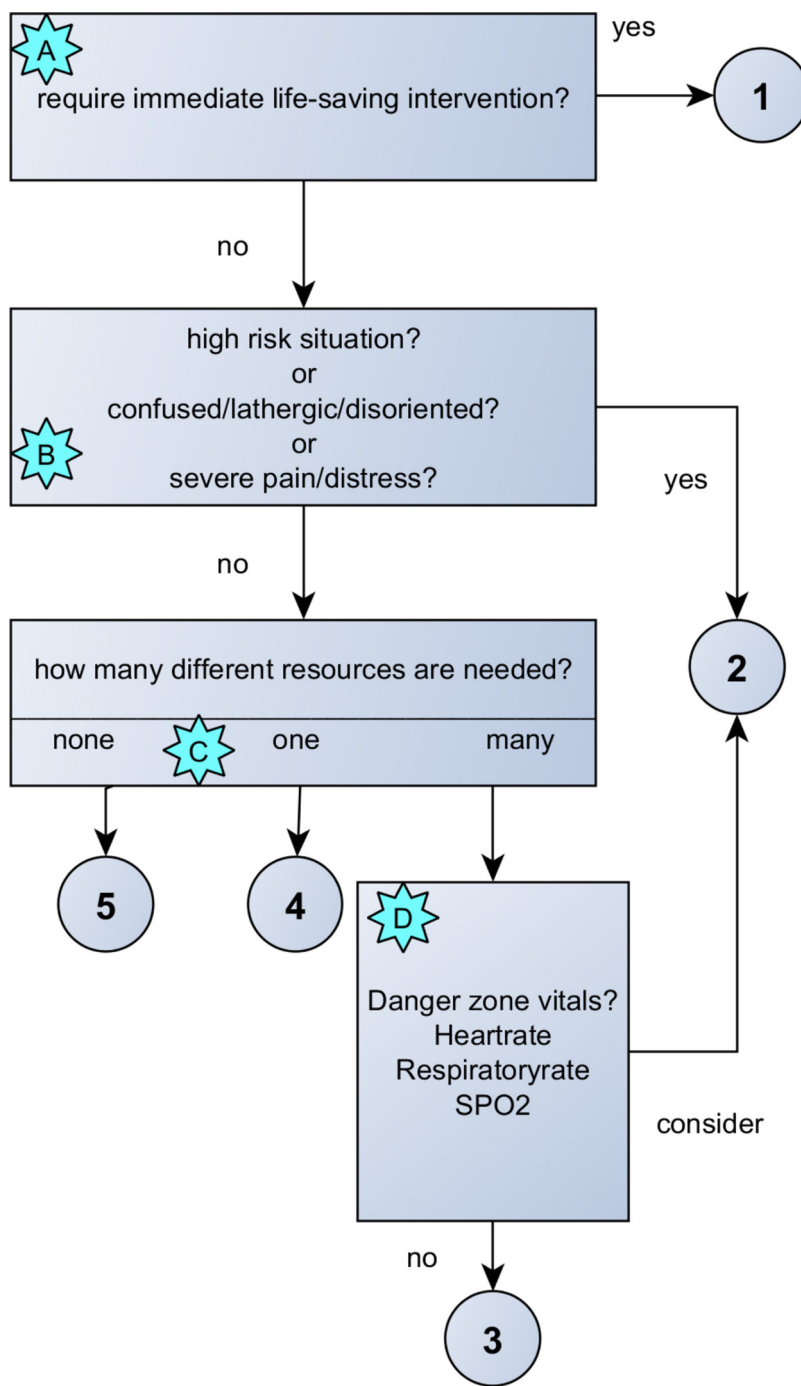 A
yes
require immediate life-saving intervention?
1
no
high risk situation?
or
confused/lathergic/disoriented?
or
B
severe pain/distress?
yes
no
how many different resources are needed?
2
none
C
one
many
5
4
D
Danger zone vitals?
Heartrate
Respiratoryrate
SPO2
consider
no
3